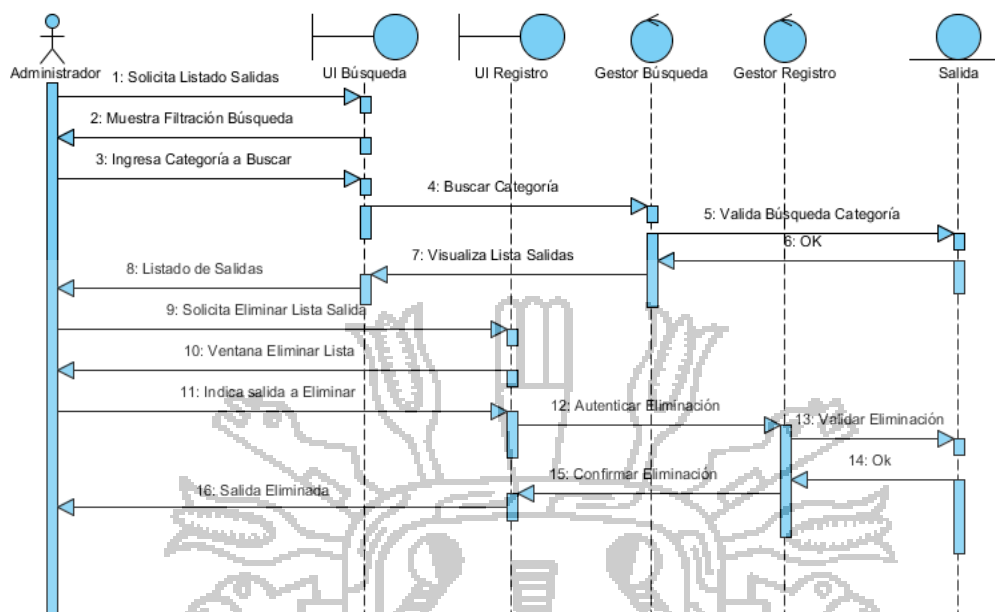 Administrador
UI Búsqueda
UI Registro
Gestor Búsqueda
Gestor Registro
Salida
1: Solicita Listado Salidas
2: Muestra Filtración Búsqueda
3: Ingresa Categoría a Buscar
4: Buscar Categoría
5: Valida Búsqueda Categoría
6: OK
7: Visualiza Lista Salidas
8: Listado de Salidas
9: Solicita Eliminar Lista Salida
10: Ventana Eliminar Lista
11: Indica salida a Eliminar
12: Autenticar Eliminación
13: Validar Eliminación
14: Ok
15: Confirmar Eliminación
16: Salida Eliminada